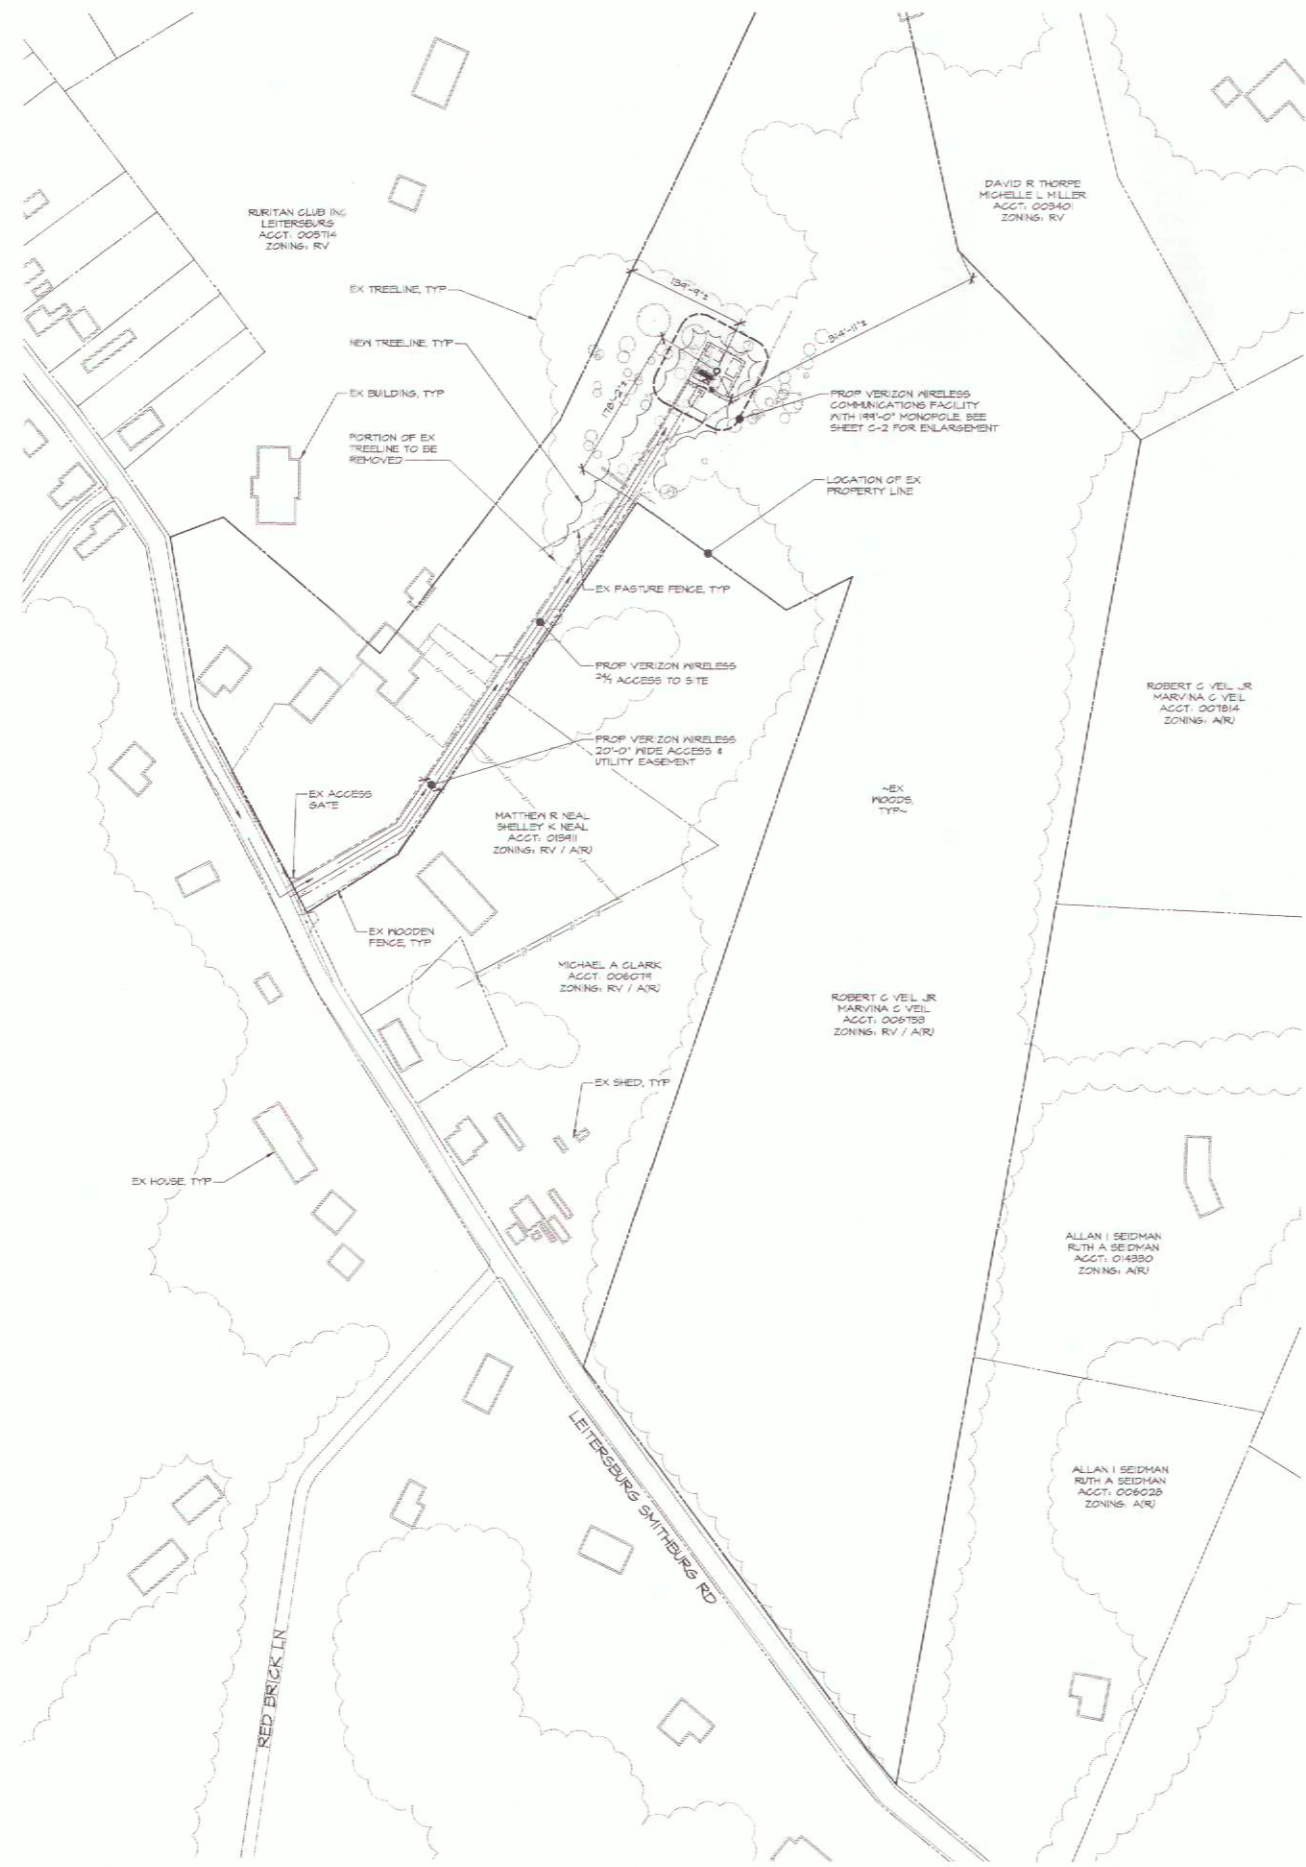 DAVID R THORPE
MICHELLE L MILLER
ACCT: 003401
ZONING: RV
RURITAN CLUB INC
LEITERSBURG
ACCT: 005714
ZONING: RV
EX TREELINE, TYP
139'-9"±
314'-11"±
178'-2"±
NEW TREELINE, TYP
EX BUILDING, TYP
PROP VERIZON WIRELESS
COMMUNICATIONS FACILITY
WITH 199'-0" MONOPOLE, SEE
SHEET C-2 FOR ENLARGEMENT
PORTION OF EX
TREELINE TO BE
REMOVED
LOCATION OF EX
PROPERTY LINE
EX PASTURE FENCE, TYP
PROP VERIZON WIRELESS
24/7 ACCESS TO SITE
ROBERT C VEIL JR
MARVINA C VEIL
ACCT: 007814
ZONING: A(R)
PROP VERIZON WIRELESS
20'-0" WIDE ACCESS &
UTILITY EASEMENT
EX ACCESS
GATE
~EX
WOODS,
TYP~
MATTHEW R NEAL
SHELLEY K NEAL
ACCT: 015911
ZONING: RV / A(R)
EX WOODEN
FENCE, TYP
MICHAEL A CLARK
ZONING: RV / A(R)
ROBERT C VEIL JR
MARVINA C VEIL
ACCT: 006753
ZONING: RV / A(R)
EX SHED, TYP
EX HOUSE, TYP
ALLAN I SEIDMAN
RUTH A SEIDMAN
ACCT: 014330
ZONING: A(R)
LEITERSBURG SMITHBURG RD
ALLAN I SEIDMAN
RUTH A SEIDMAN
ACCT: 006028
ZONING: A(R)
RED BRICK LN